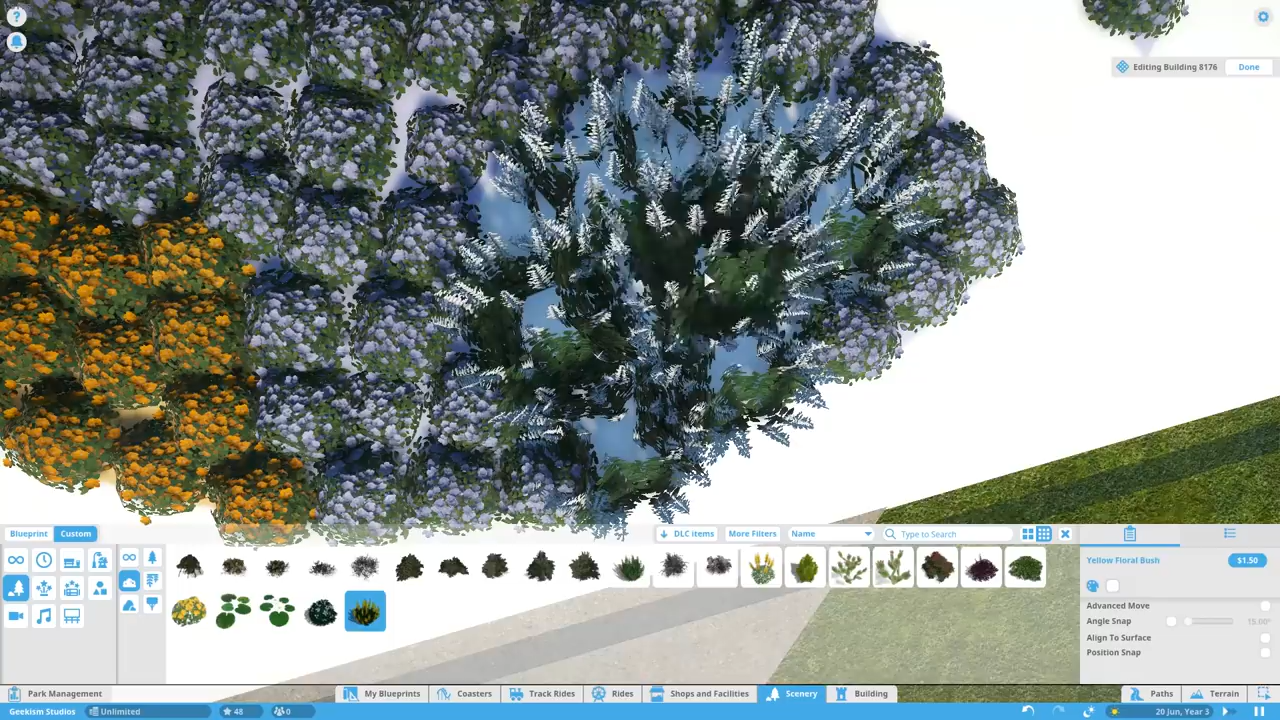 Editing Building 8176 Done
Blueprint Custom
DLC items More Filters Name Type to Search
Yellow Floral Bush $1.50
Advanced Move
Angle Snap 15.00°
Align To Surface
Position Snap
Park Management My Blueprints Coasters Track Rides Rides Shops and Facilities Scenery Building Paths Terrain
Geekism Studios Unlimited 48 0 20 Jun, Year 3